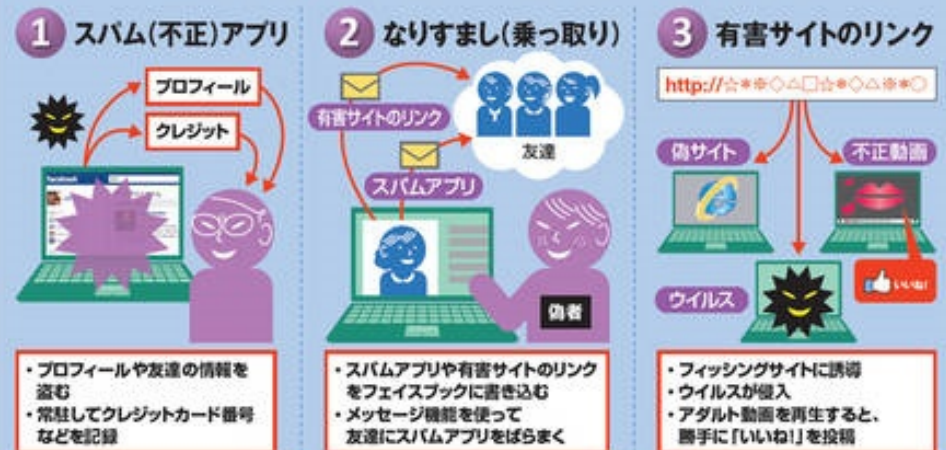 1 スパム(不正)アプリ
プロフィール
クレジット
facebook
・プロフィールや友達の情報を
盗む
・常駐してクレジットカード番号
などを記録
2 なりすまし(乗っ取り)
有害サイトのリンク
友達
スパムアプリ
偽者
・スパムアプリや有害サイトのリンク
をフェイスブックに書き込む
・メッセージ機能を使って
友達にスパムアプリをばらまく
3 有害サイトのリンク
http://☆*※◇△□☆*◇△※*○
偽サイト
不正動画
いいね!
ウイルス
・フィッシングサイトに誘導
・ウイルスが侵入
・アダルト動画を再生すると、
勝手に「いいね!」を投稿